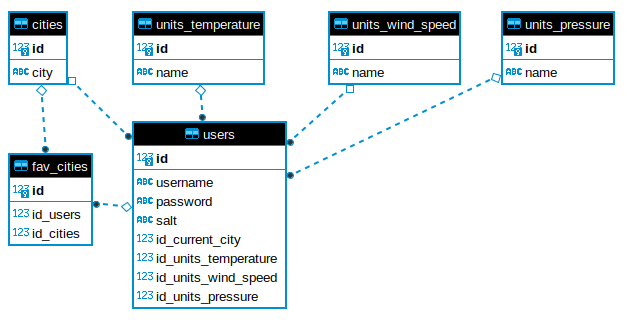 cities
123 id
ABC city
units_temperature
123 id
ABC name
units_wind_speed
123 id
ABC name
units_pressure
123 id
ABC name
fav_cities
123 id
123 id_users
123 id_cities
users
123 id
ABC username
ABC password
ABC salt
123 id_current_city
123 id_units_temperature
123 id_units_wind_speed
123 id_units_pressure